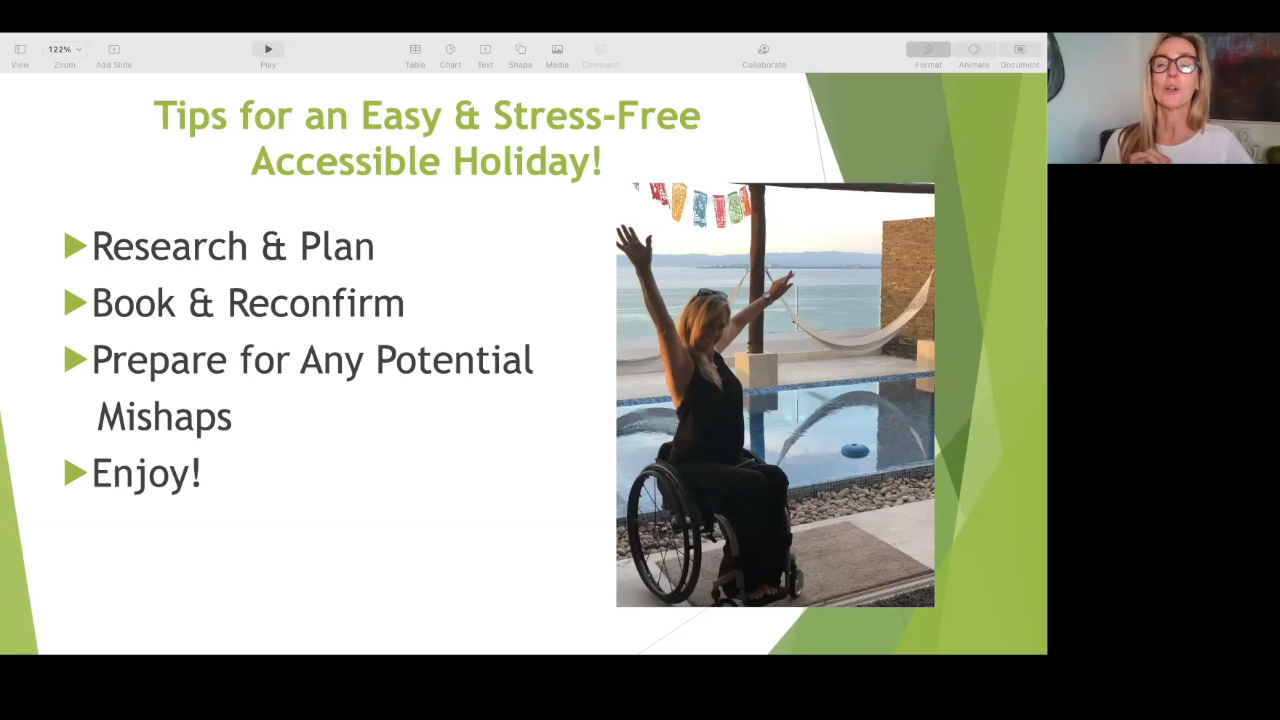 122%
View
Zoom
Add Slide
Play
Table
Chart
Text
Shape
Media
Comment
Collaborate
Format
Animate
Document
Tips for an Easy & Stress-Free
Accessible Holiday!
Research & Plan
Book & Reconfirm
Prepare for Any Potential
Mishaps
Enjoy!